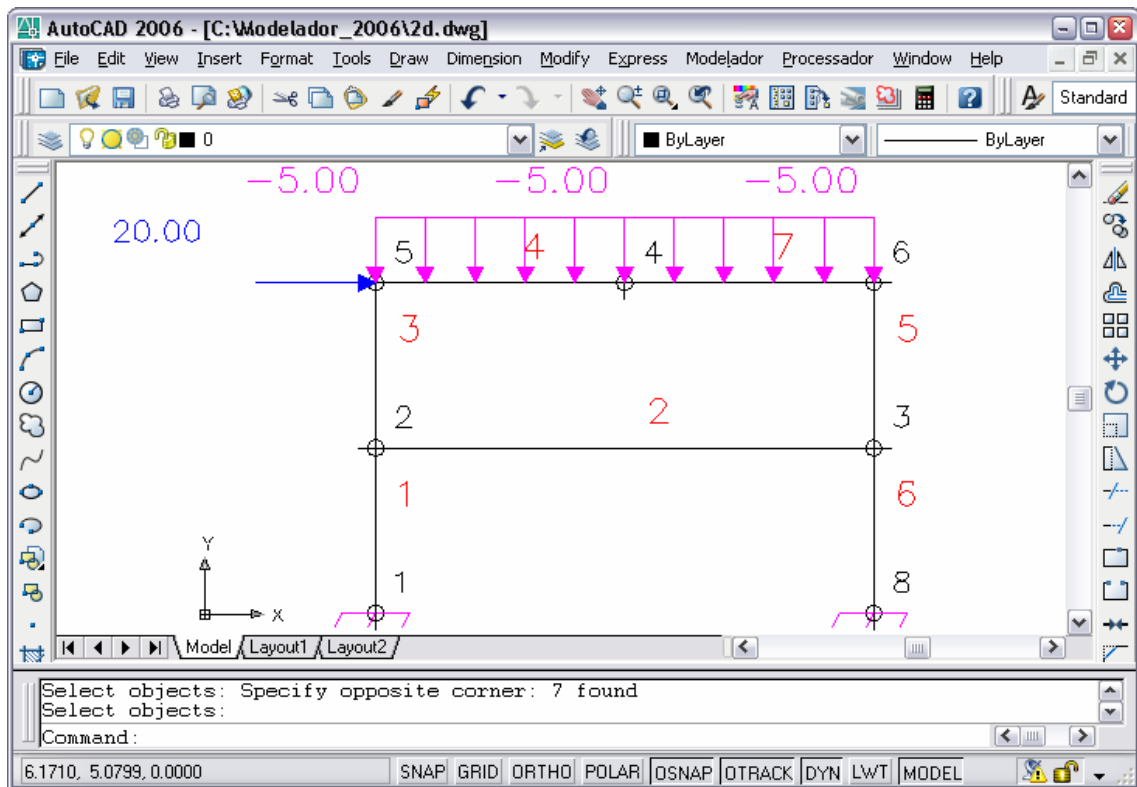 AutoCAD 2006 - [C:\Modelador_2006\2d.dwg]
File Edit View Insert Format Tools Draw Dimension Modify Express Modelador Processador Window Help
Standard
0 ByLayer ByLayer
-5.00 -5.00 -5.00
20.00
5 4 4 7 6
3 5
2 2 3
1 6
Y
1 8
X
Model Layout1 Layout2
Select objects: Specify opposite corner: 7 found
Select objects:
Command:
6.1710, 5.0799, 0.0000 SNAP GRID ORTHO POLAR OSNAP OTRACK DYN LWT MODEL